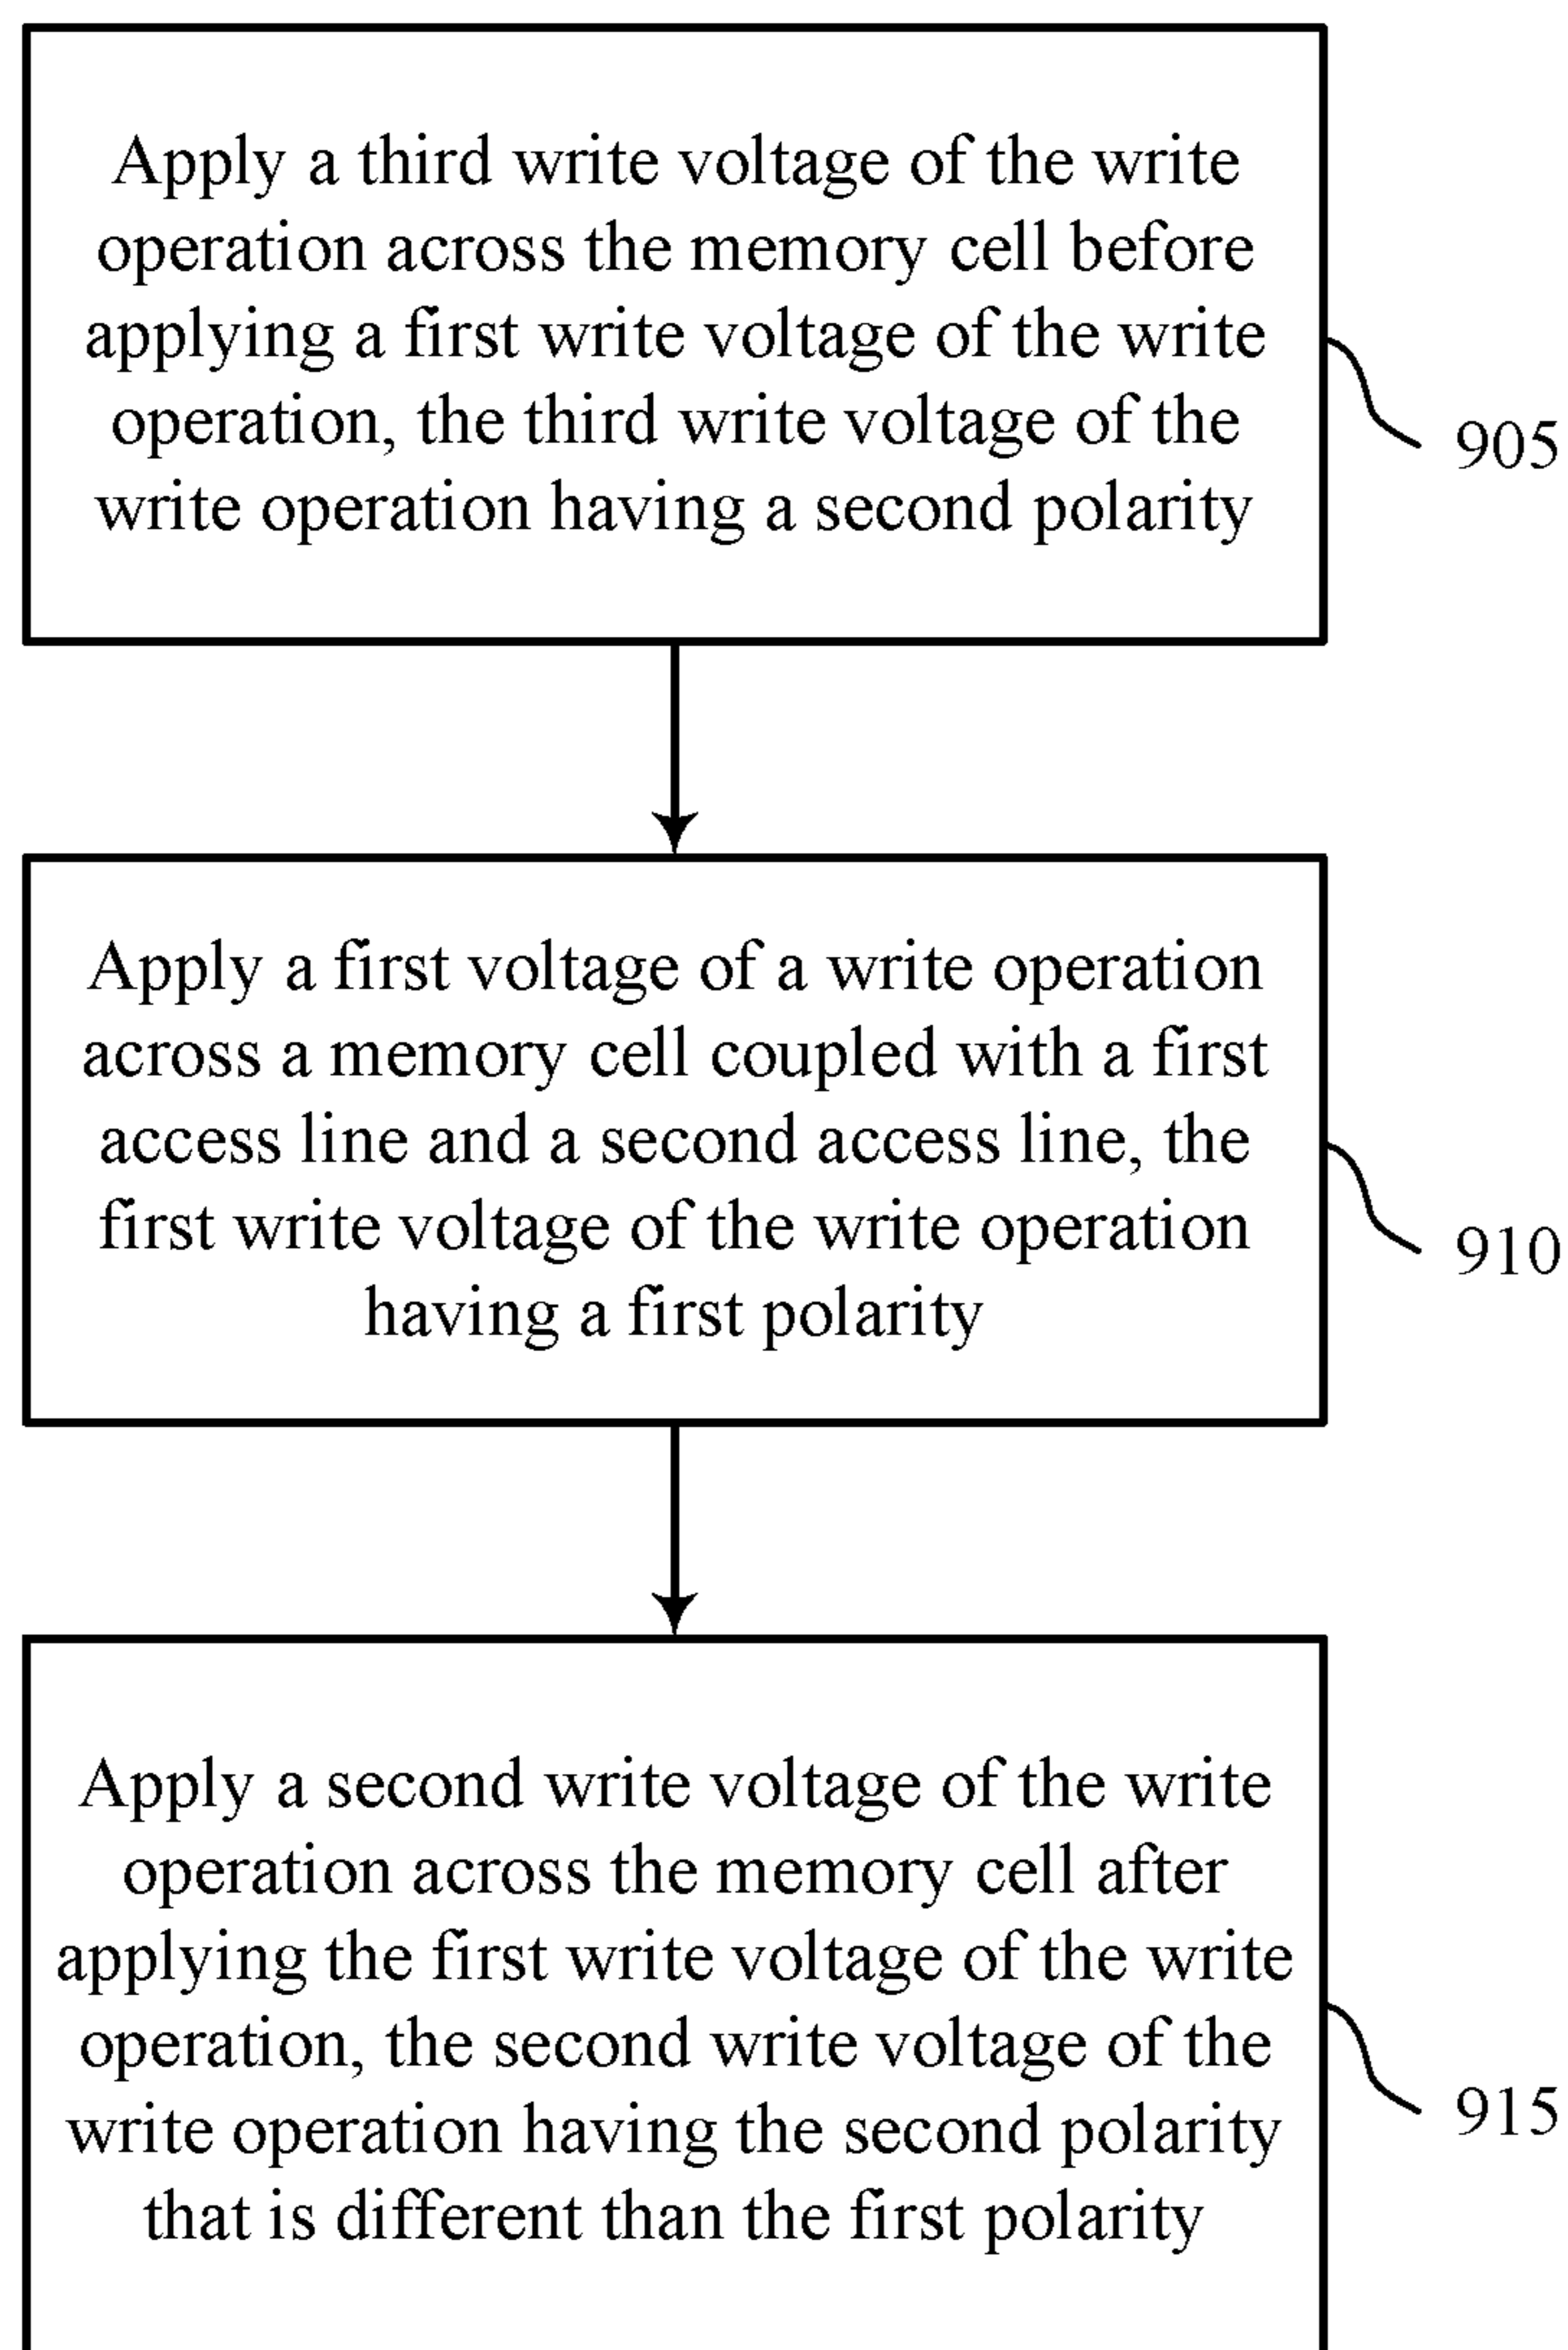 Apply a third write voltage of the write
operation across the memory cell before
applying a first write voltage of the write
operation, the third write voltage of the
write operation having a second polarity
905
Apply a first voltage of a write operation
across a memory cell coupled with a first
access line and a second access line, the
first write voltage of the write operation
having a first polarity
910
Apply a second write voltage of the write
operation across the memory cell after
applying the first write voltage of the write
operation, the second write voltage of the
write operation having the second polarity
that is different than the first polarity
915